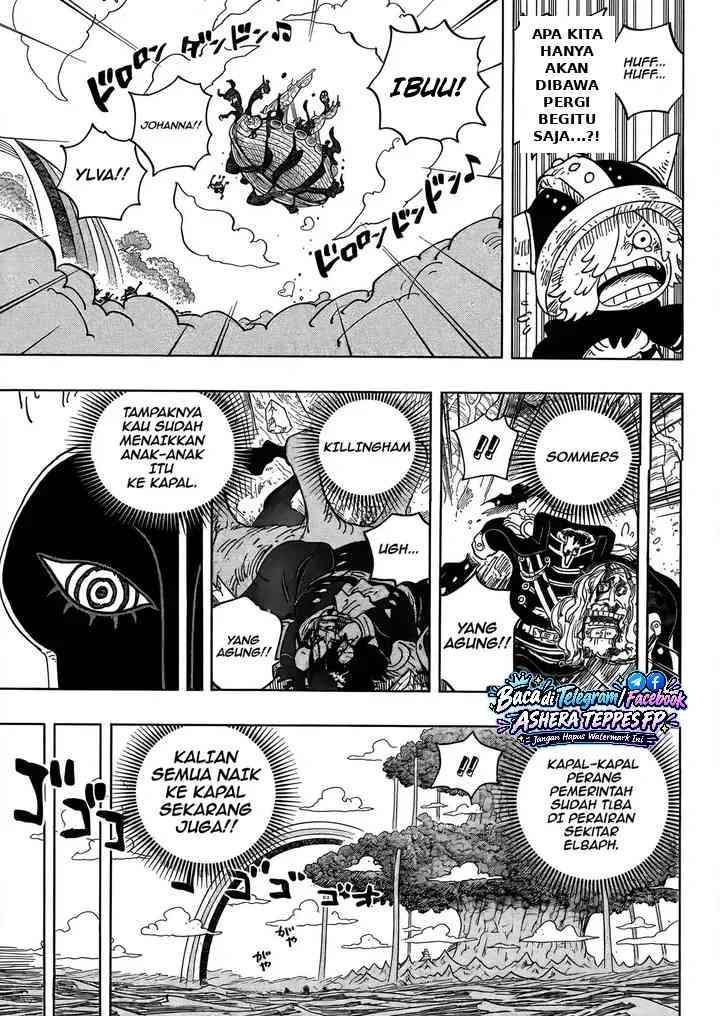 HUFF...
HUFF...
APA KITA
HANYA
AKAN
DIBAWA
PERGI
BEGITU
SAJA...?!
IBUU!
ドロロン ドンドン♪
JOHANNA!!
YLVA!!
ドロロン ドンドン♪
SOMMERS
!!
YANG
AGUNG!!
KILLINGHAM
UGH...
YANG
AGUNG!!
TAMPAKNYA
KAU SUDAH
MENAIKKAN
ANAK-ANAK
ITU
KE KAPAL.
Baca di Telegram/Facebook
ASHERA TEPPES FP
Jangan Hapus Watermark Ini
KAPAL-KAPAL
PERANG
PEMERINTAH
SUDAH TIBA
DI PERAIRAN
SEKITAR
ELBAPH.
!!
KALIAN
SEMUA NAIK
KE KAPAL
SEKARANG
JUGA!!
ゴゴゴ
ゴゴゴゴ